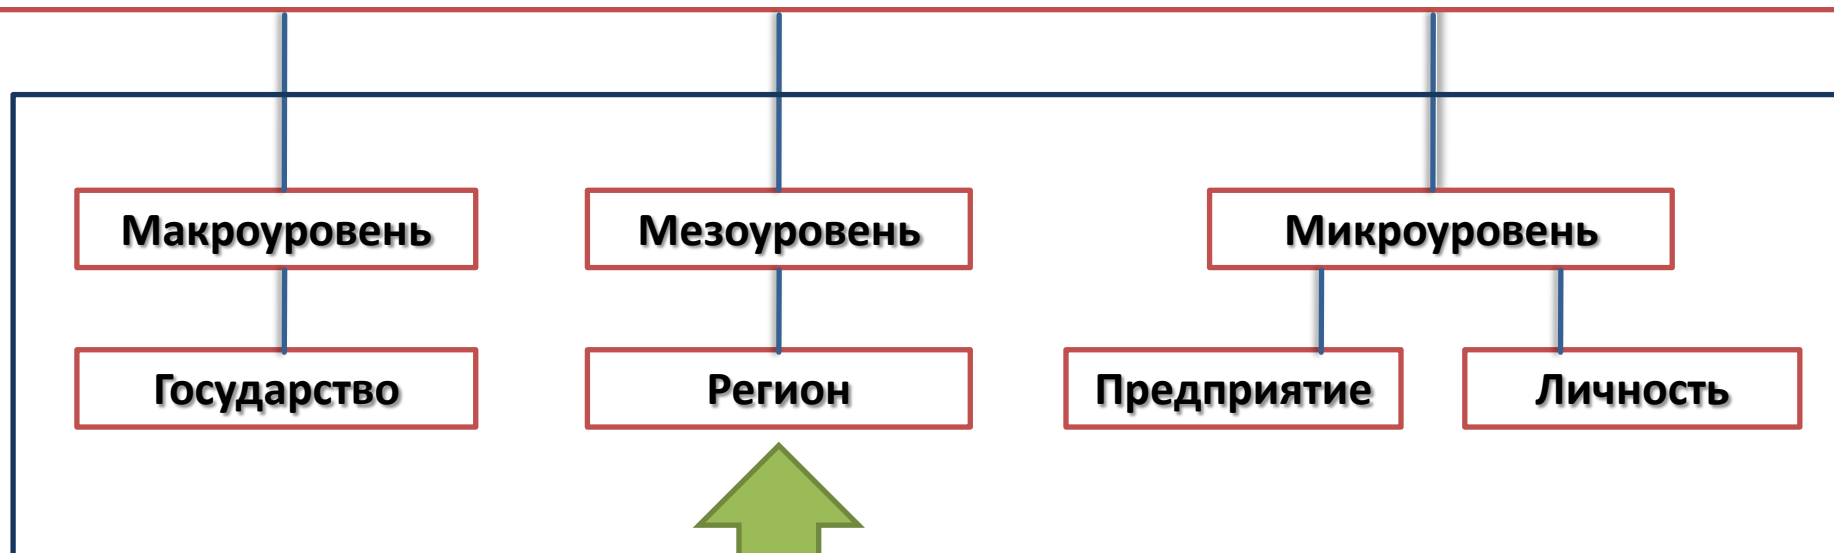 Макроуровень
Мезоуровень
Микроуровень
Государство
Регион
Предприятие
Личность